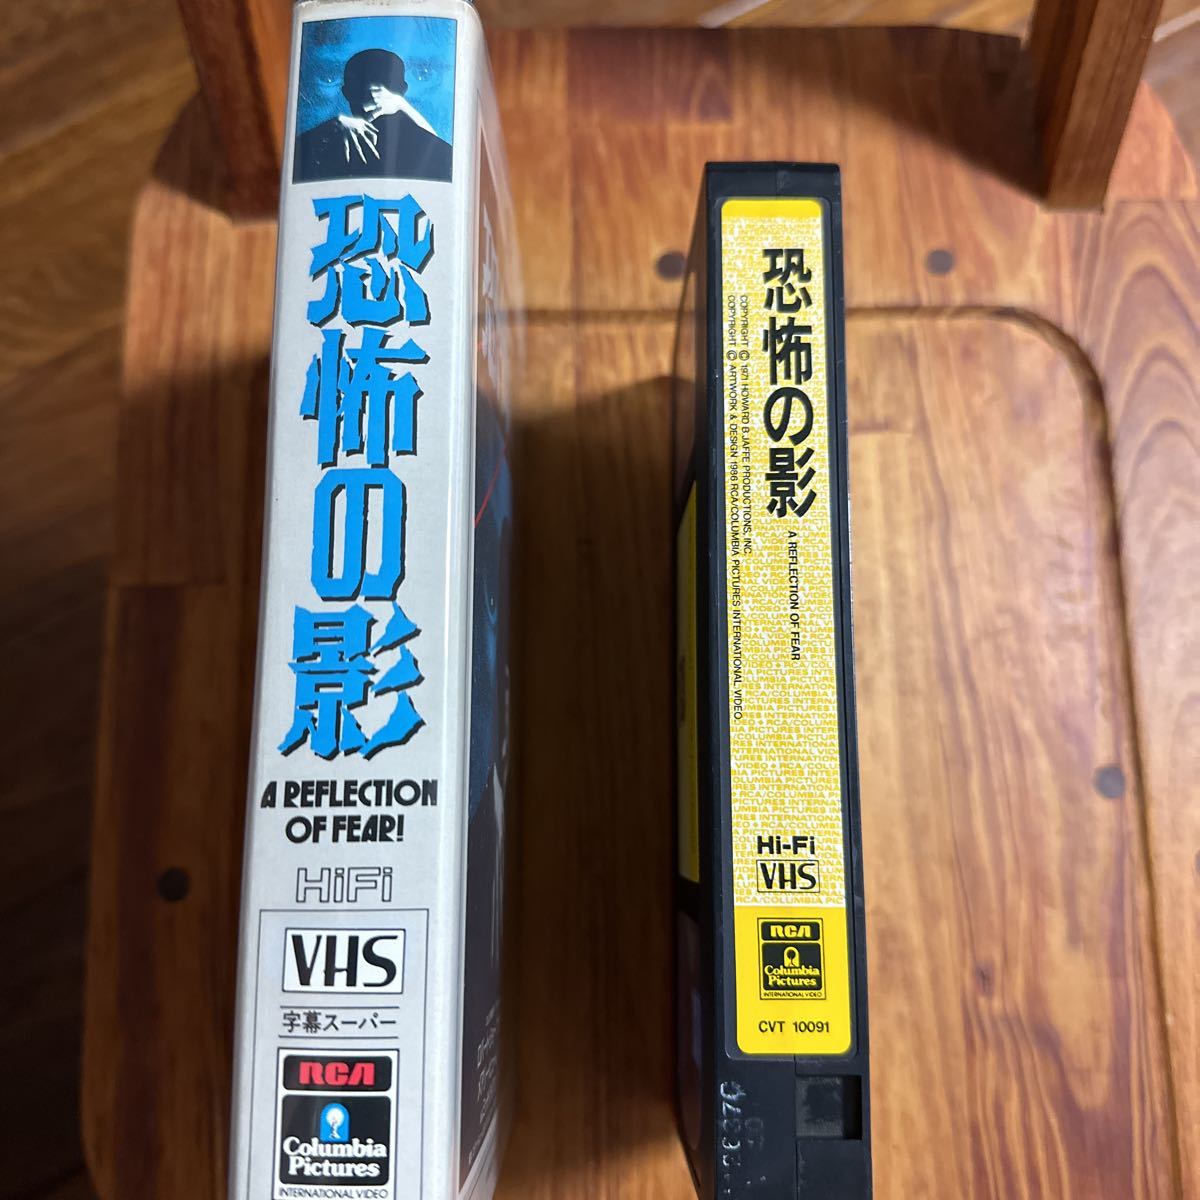 恐怖の影
A REFLECTION
OF FEAR!
HiFi
VHS
字幕スーパー
RCA
Columbia
Pictures
INTERNATIONAL VIDEO
恐怖の影
A REFLECTION OF FEAR
COPYRIGHT © 1971 HOWARD B. JAFFE PRODUCTIONS, INC.
COPYRIGHT © ARTWORK & DESIGN 1986 RCA/COLUMBIA PICTURES INTERNATIONAL VIDEO
Hi-Fi
VHS
RCA
Columbia
Pictures
INTERNATIONAL VIDEO
CVT 10091